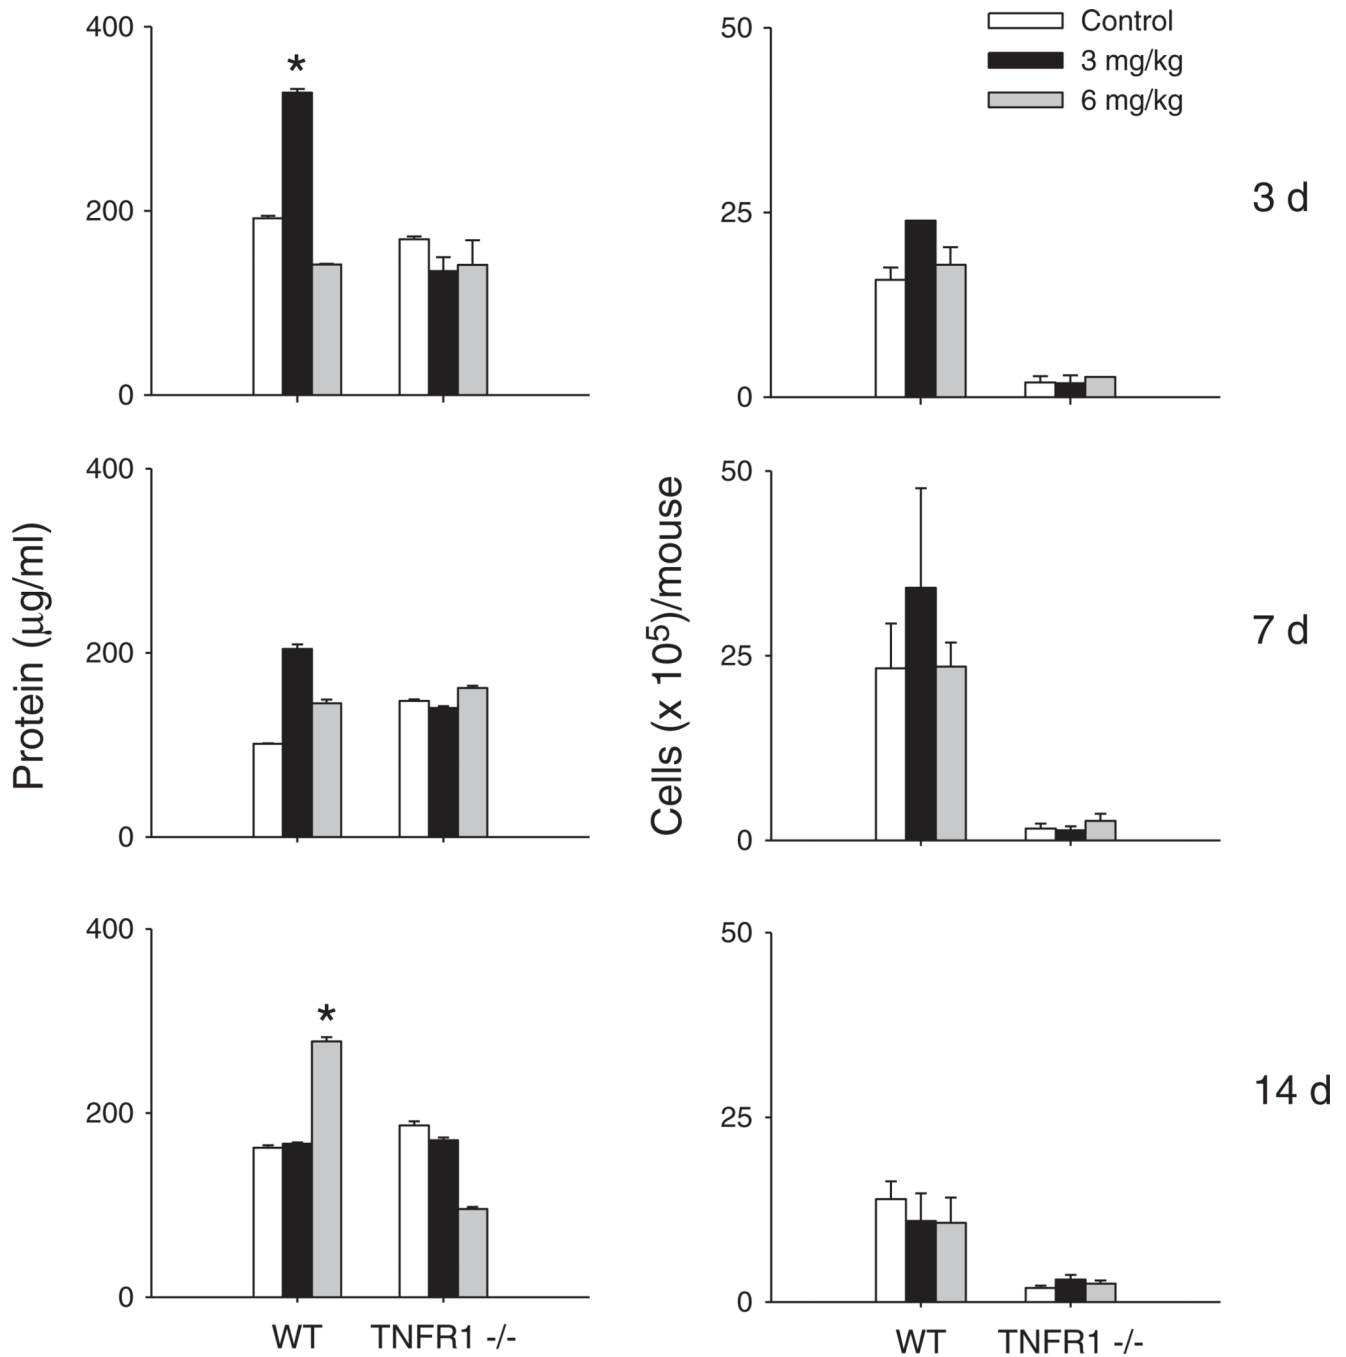 400
200
0
*
50
25
0
Control
3 mg/kg
6 mg/kg
3 d
Protein (μg/ml)
400
200
0
Cells (x 10⁵)/mouse
50
25
0
7 d
400
200
0
*
WT
TNFR1 -/-
50
25
0
WT
TNFR1 -/-
14 d